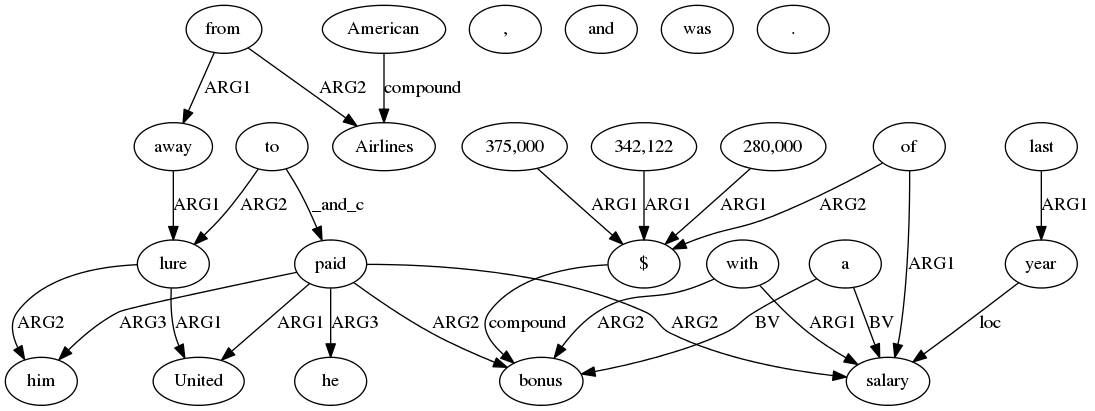 from American , and was .
ARG1 ARG2 compound
away to Airlines 375,000 342,122 280,000 of last
ARG1 ARG2 _and_c ARG1 ARG1 ARG1 ARG2 ARG1
lure paid $ with a ARG1 year
ARG2 ARG1 ARG3 ARG1 ARG3 ARG2 compound ARG2 ARG2 BV ARG1 BV loc
him United he bonus salary